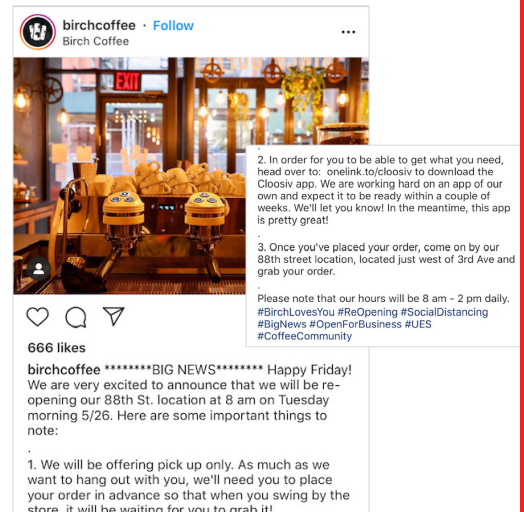 birchcoffee · Follow
Birch Coffee
EXIT
666 likes
birchcoffee ********BIG NEWS******** Happy Friday!
We are very excited to announce that we will be re-
opening our 88th St. location at 8 am on Tuesday
morning 5/26. Here are some important things to
note:
.
1. We will be offering pick up only. As much as we
want to hang out with you, we'll need you to place
your order in advance so that when you swing by the
store, it will be waiting for you to grab it!
.
2. In order for you to be able to get what you need,
head over to: onelink.to/cloosiv to download the
Cloosiv app. We are working hard on an app of our
own and expect it to be ready within a couple of
weeks. We'll let you know! In the meantime, this app
is pretty great!
.
3. Once you've placed your order, come on by our
88th street location, located just west of 3rd Ave and
grab your order.
.
Please note that our hours will be 8 am - 2 pm daily.
#BirchLovesYou #ReOpening #SocialDistancing
#BigNews #OpenForBusiness #UES
#CoffeeCommunity